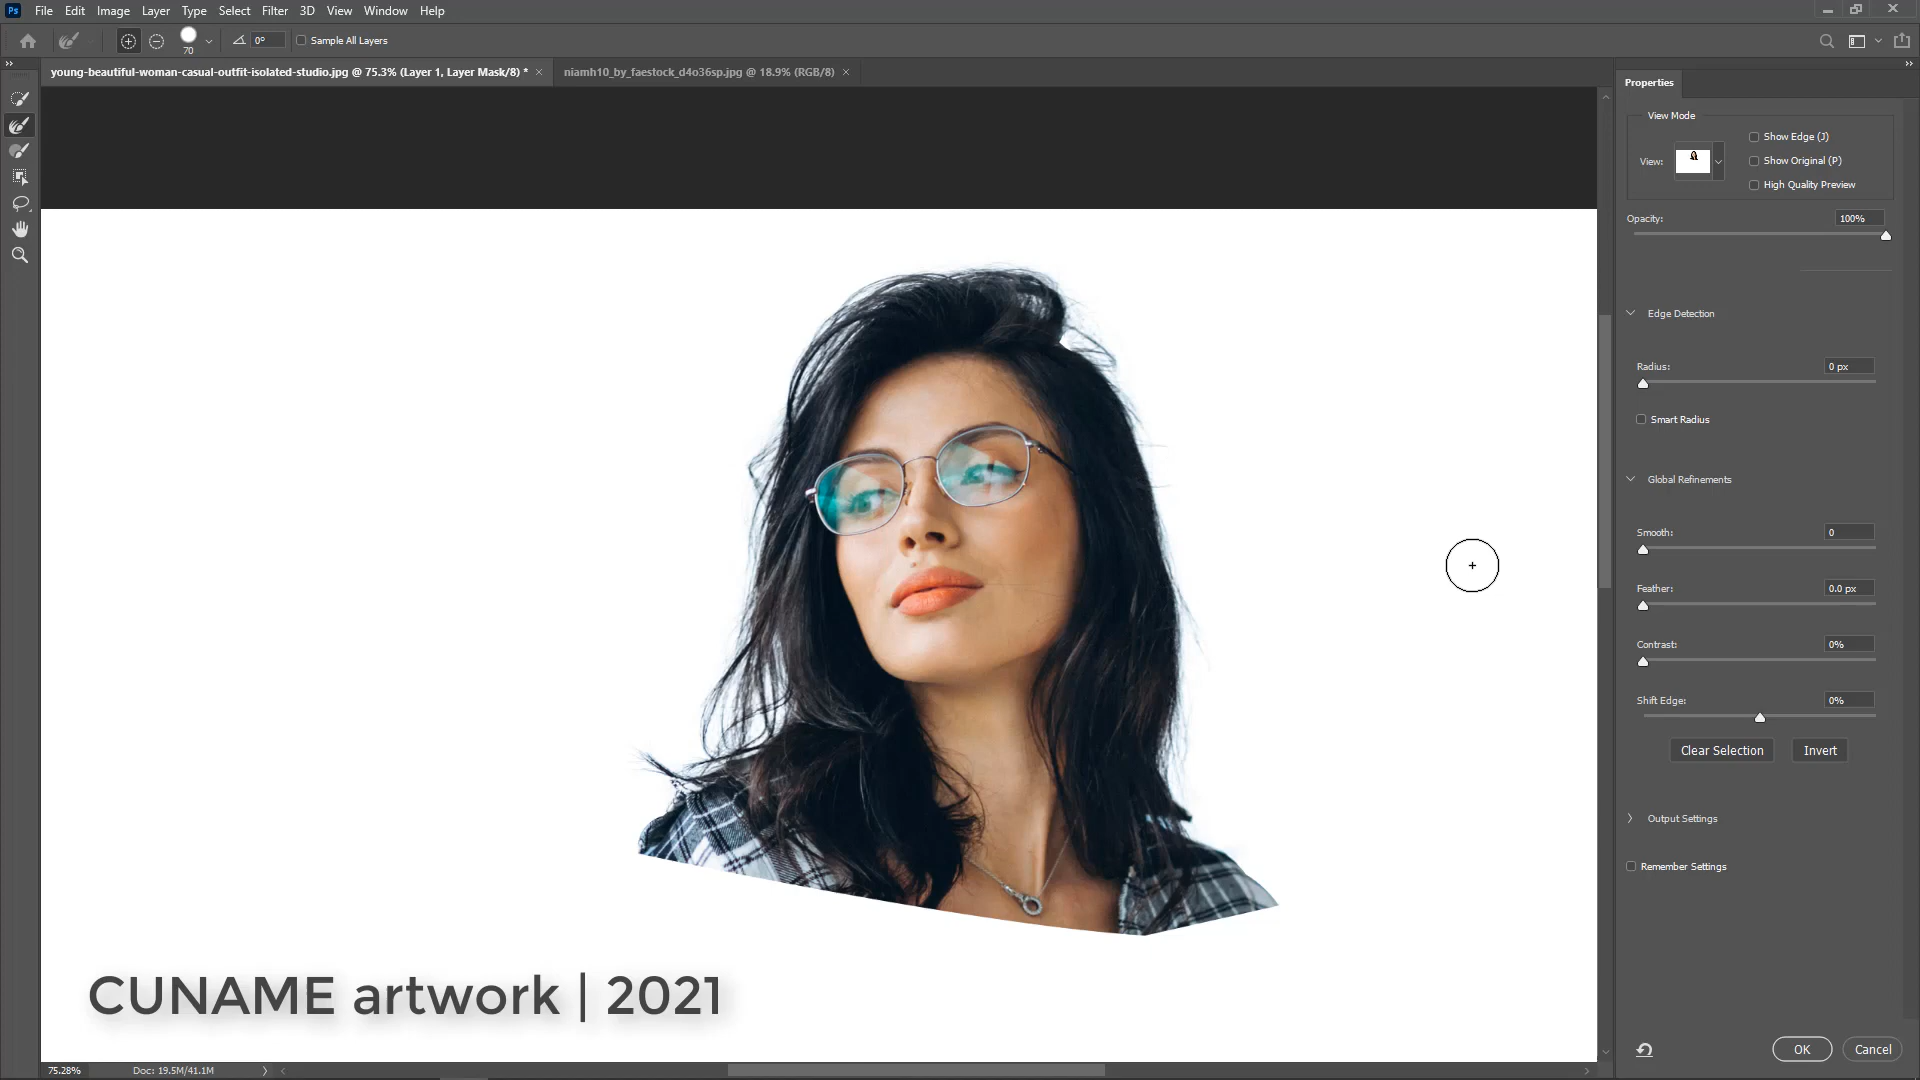 Ps File Edit Image Layer Type Select Filter 3D View Window Help
70 0° Sample All Layers
young-beautiful-woman-casual-outfit-isolated-studio.jpg @ 75.3% (Layer 1, Layer Mask/8) * × niamh10_by_faestock_d4o36sp.jpg @ 18.9% (RGB/8) ×
Properties
View Mode
View:
Show Edge (J)
Show Original (P)
High Quality Preview
Opacity: 100%
Edge Detection
Radius: 0 px
Smart Radius
Global Refinements
Smooth: 0
Feather: 0.0 px
Contrast: 0%
Shift Edge: 0%
Clear Selection Invert
Output Settings
Remember Settings
CUNAME artwork | 2021
OK Cancel
75.28% Doc: 19.5M/41.1M